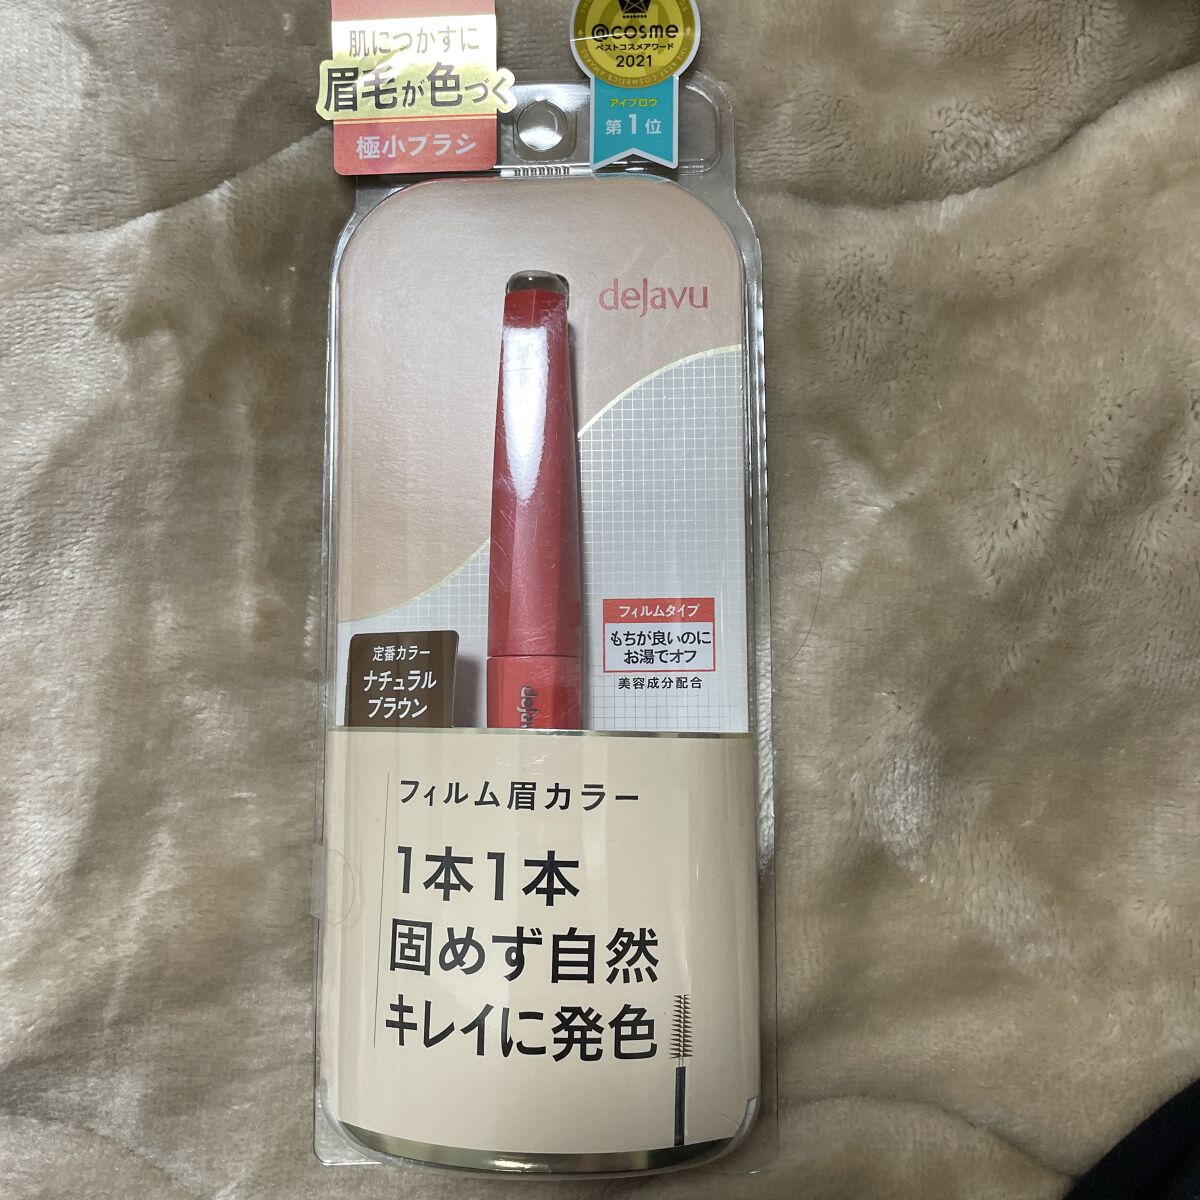 肌につかずに
眉毛が色づく
極小ブラシ
@cosme
ベストコスメアワード
2021
アイブロウ
第1位
dejavu
フィルムタイプ
もちが良いのに
お湯でオフ
美容成分配合
定番カラー
ナチュラル
ブラウン
フィルム眉カラー
1本1本
固めず自然
キレイに発色